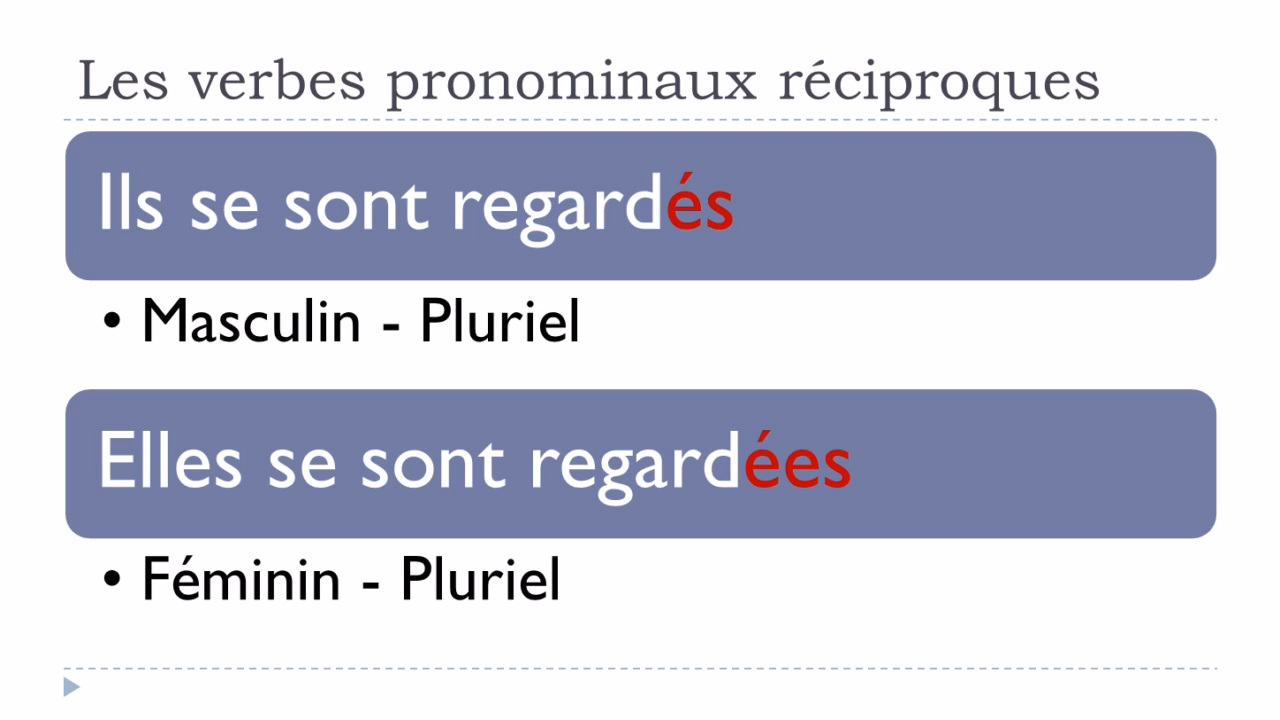 Les verbes pronominaux réciproques
Ils se sont regardés
• Masculin - Pluriel
Elles se sont regardées
• Féminin - Pluriel